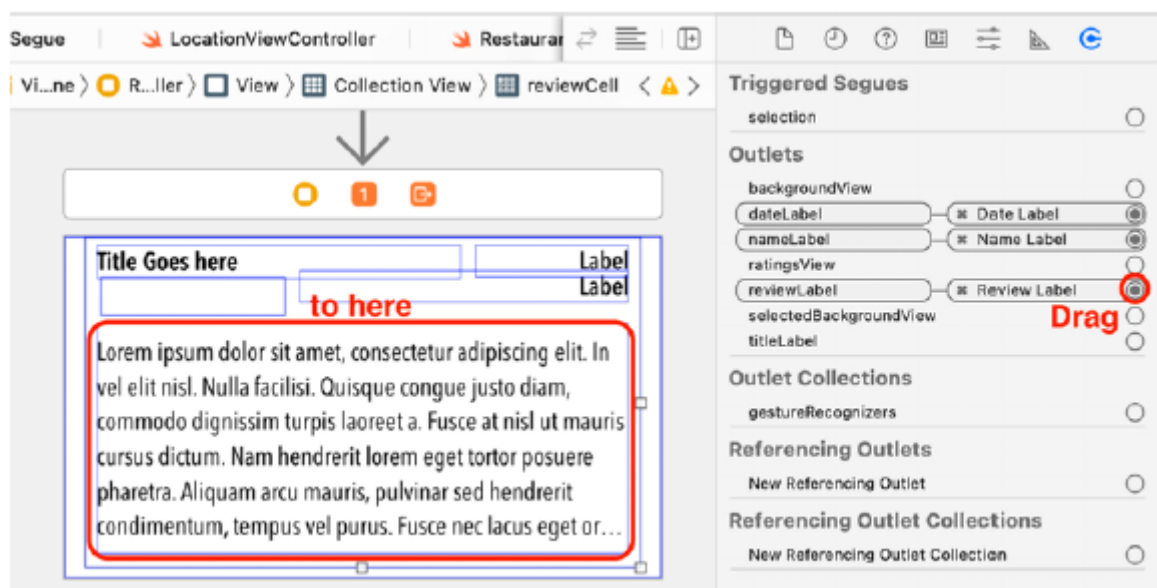 Segue LocationViewController Restaurar
Vi...ne 〉 R...ller 〉 View 〉 Collection View 〉 reviewCell < >
1
Title Goes here Label
Label
to here
Lorem ipsum dolor sit amet, consectetur adipiscing elit. In
vel elit nisl. Nulla facilisi. Quisque congue justo diam,
commodo dignissim turpis laoreet a. Fusce at nisl ut mauris
cursus dictum. Nam hendrerit lorem eget tortor posuere
pharetra. Aliquam arcu mauris, pulvinar sed hendrerit
condimentum, tempus vel purus. Fusce nec lacus eget or...
Triggered Segues
selection
Outlets
backgroundView
dateLabel Date Label
nameLabel Name Label
ratingsView
reviewLabel Review Label
selectedBackgroundView
Drag
titleLabel
Outlet Collections
gestureRecognizers
Referencing Outlets
New Referencing Outlet
Referencing Outlet Collections
New Referencing Outlet Collection